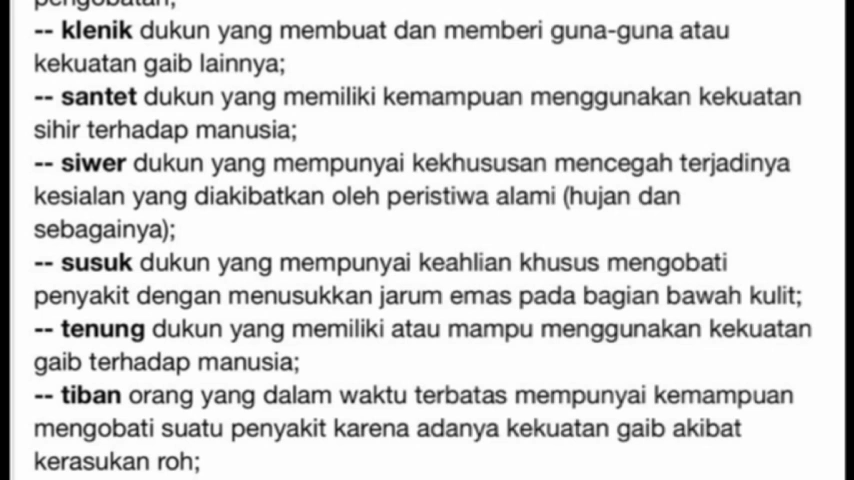 pengobatan;
-- klenik dukun yang membuat dan memberi guna-guna atau
kekuatan gaib lainnya;
-- santet dukun yang memiliki kemampuan menggunakan kekuatan
sihir terhadap manusia;
-- siwer dukun yang mempunyai kekhususan mencegah terjadinya
kesialan yang diakibatkan oleh peristiwa alami (hujan dan
sebagainya);
-- susuk dukun yang mempunyai keahlian khusus mengobati
penyakit dengan menusukkan jarum emas pada bagian bawah kulit;
-- tenung dukun yang memiliki atau mampu menggunakan kekuatan
gaib terhadap manusia;
-- tiban orang yang dalam waktu terbatas mempunyai kemampuan
mengobati suatu penyakit karena adanya kekuatan gaib akibat
kerasukan roh;